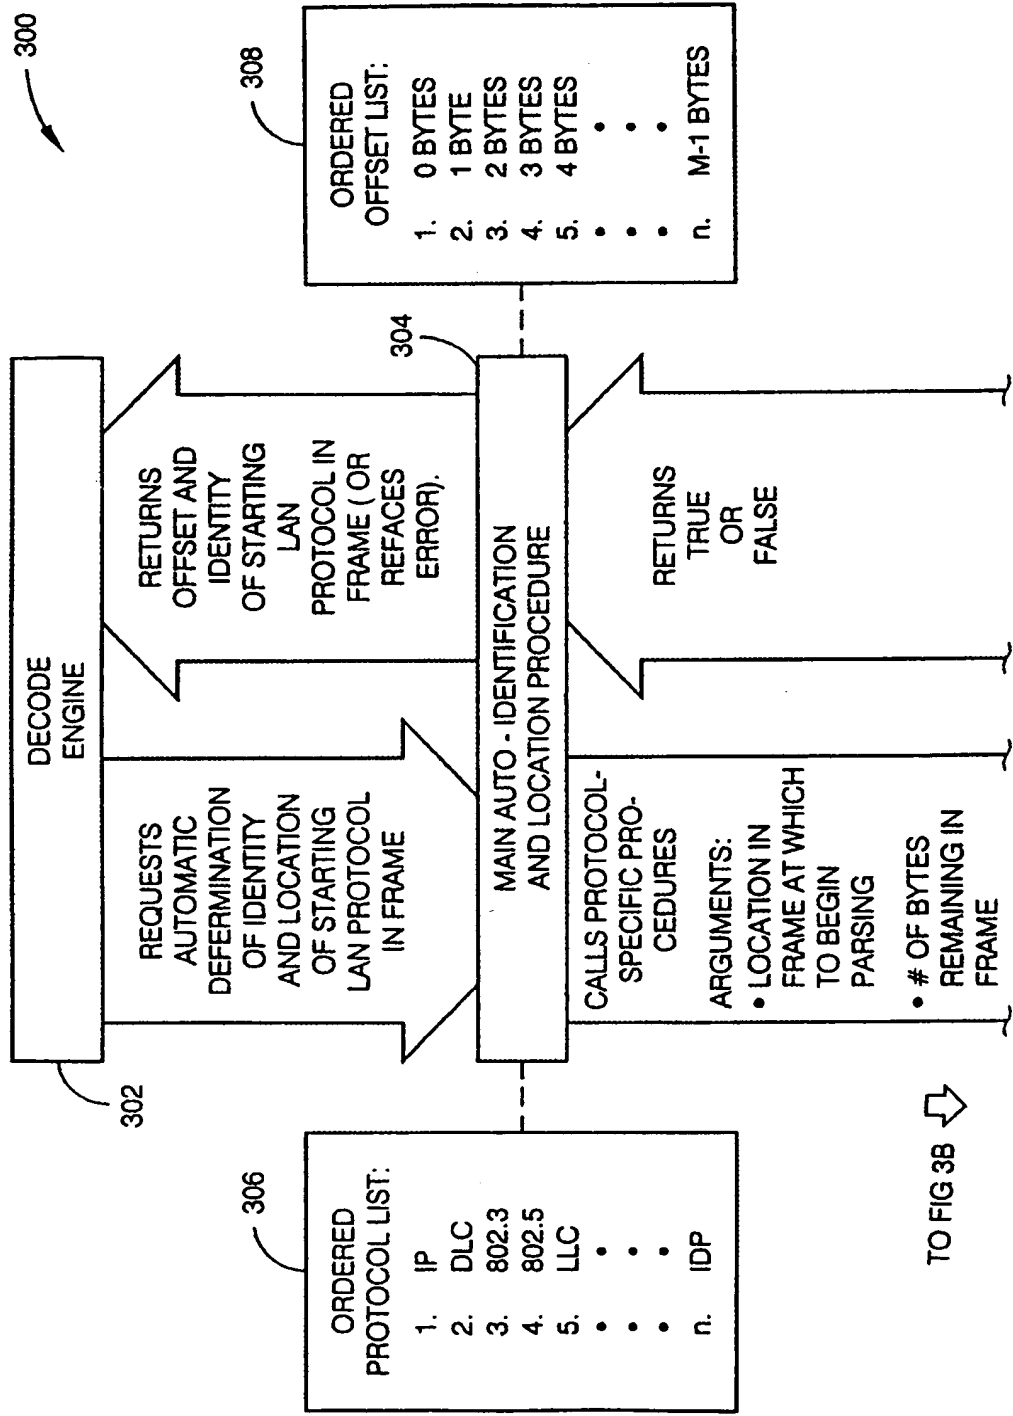 300
DECODE
ENGINE
302
REQUESTS
AUTOMATIC
DEFERMINATION
OF IDENTITY
AND LOCATION
OF STARTING
LAN PROTOCOL
IN FRAME
RETURNS
OFFSET AND
IDENTITY
OF STARTING
LAN
PROTOCOL IN
FRAME ( OR
REFACES
ERROR).
306
ORDERED
PROTOCOL LIST:
1. IP
2. DLC
3. 802.3
4. 802.5
5. LLC
• •
• •
• •
n. IDP
304
MAIN AUTO - IDENTIFICATION
AND LOCATION PROCEDURE
308
ORDERED
OFFSET LIST:
1. 0 BYTES
2. 1 BYTE
3. 2 BYTES
4. 3 BYTES
5. 4 BYTES
• •
• •
• •
n. M-1 BYTES
CALLS PROTOCOL-
SPECIFIC PRO-
CEDURES
ARGUMENTS:
• LOCATION IN
FRAME AT WHICH
TO BEGIN
PARSING
• # OF BYTES
REMAINING IN
FRAME
RETURNS
TRUE
OR
FALSE
TO FIG 3B